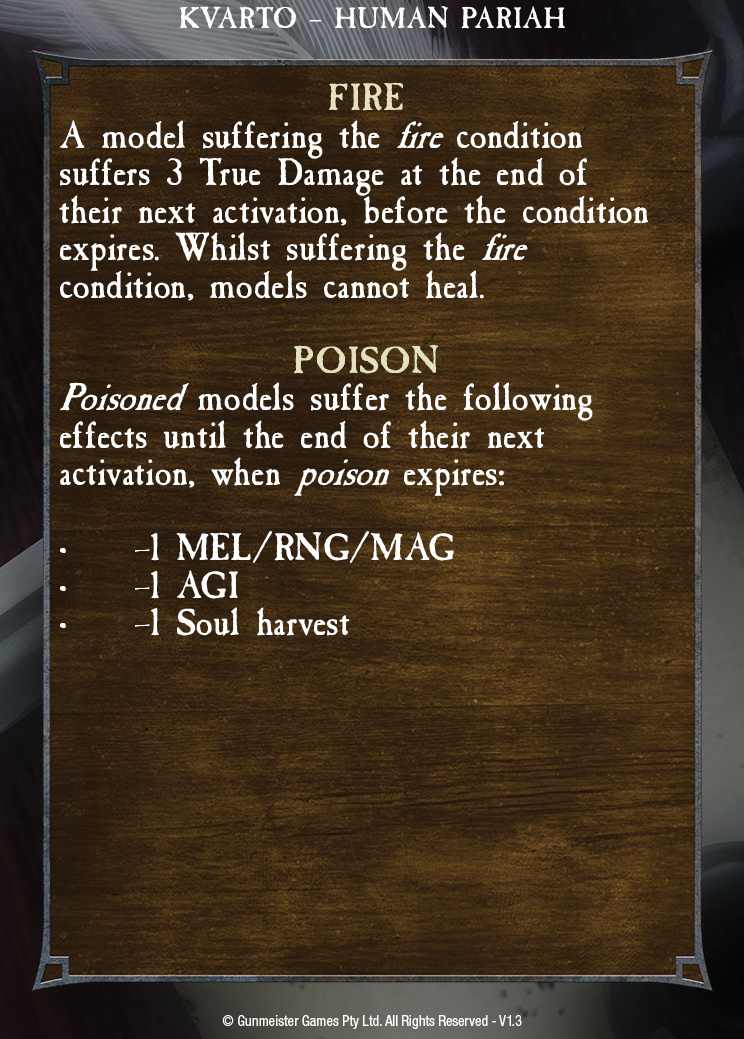 KVARTO – HUMAN PARIAH
FIRE
A model suffering the fire condition
suffers 3 True Damage at the end of
their next activation, before the condition
expires. Whilst suffering the fire
condition, models cannot heal.
POISON
Poisoned models suffer the following
effects until the end of their next
activation, when poison expires:
• –1 MEL/RNG/MAG
• –1 AGI
• –1 Soul harvest
© Gunmeister Games Pty Ltd. All Rights Reserved - V1.3